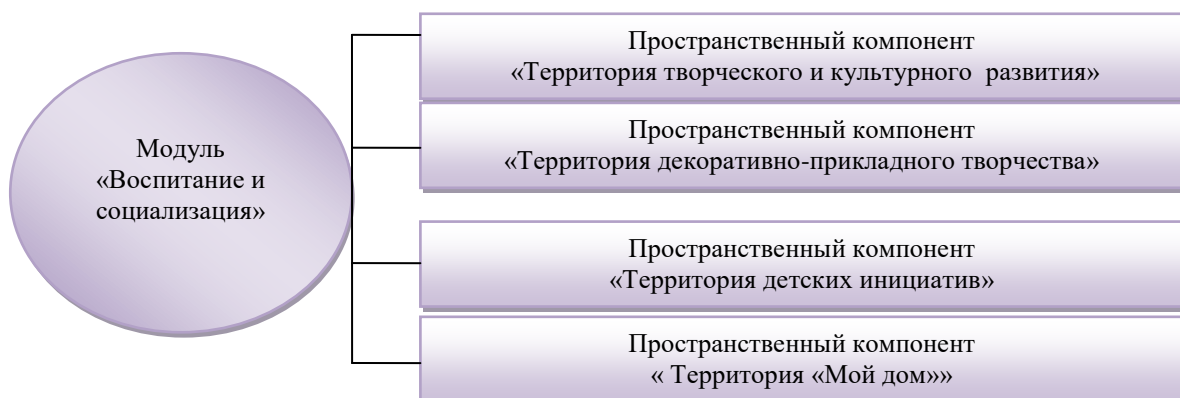 Модуль
«Воспитание и
социализация»
Пространственный компонент
«Территория творческого и культурного развития»
Пространственный компонент
«Территория декоративно-прикладного творчества»
Пространственный компонент
«Территория детских инициатив»
Пространственный компонент
« Территория «Мой дом»»